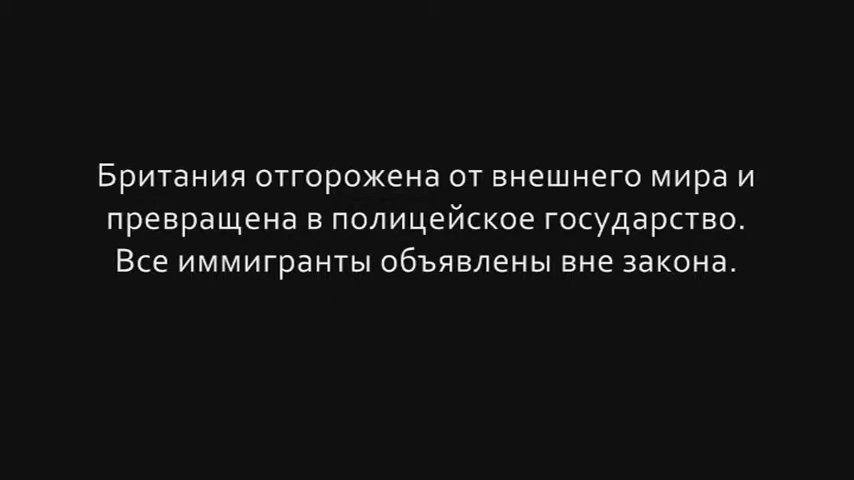 Британия отгорожена от внешнего мира и
превращена в полицейское государство.
Все иммигранты объявлены вне закона.